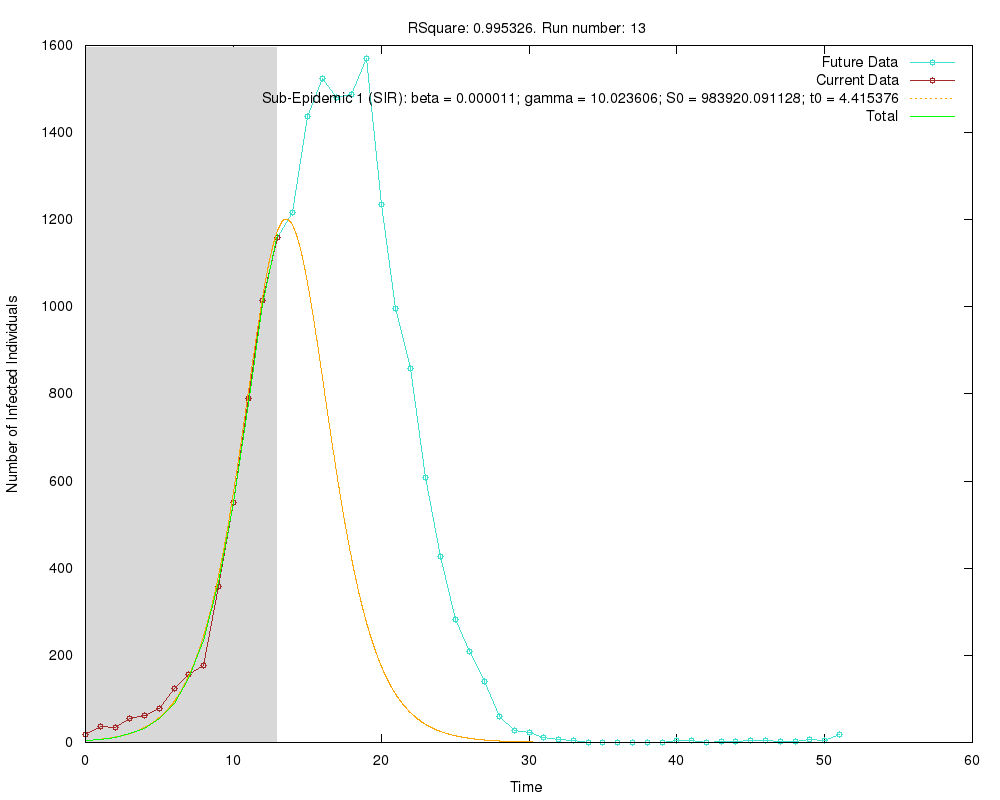 RSquare: 0.995326. Run number: 13
1600
1400
1200
1000
800
600
400
200
0
Future Data
Current Data
Sub-Epidemic 1 (SIR): beta = 0.000011; gamma = 10.023606; S0 = 983920.091128; t0 = 4.415376
Total
Number of Infected Individuals
0 10 20 30 40 50 60
Time